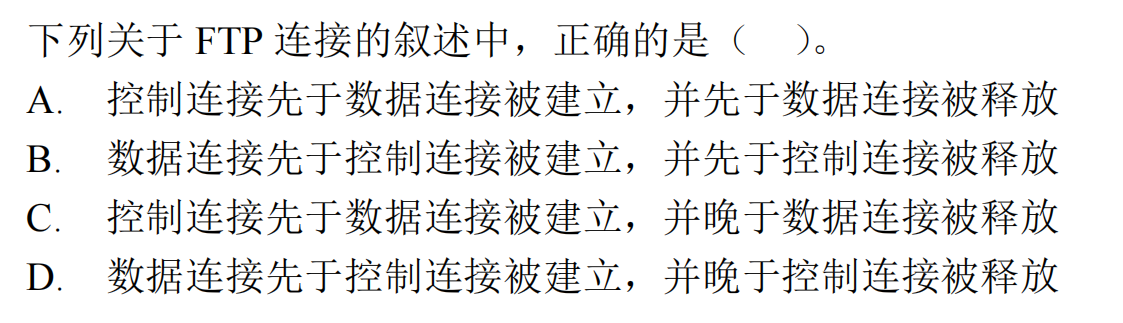 下列关于 FTP 连接的叙述中，正确的是（ ）。
A. 控制连接先于数据连接被建立，并先于数据连接被释放
B. 数据连接先于控制连接被建立，并先于控制连接被释放
C. 控制连接先于数据连接被建立，并晚于数据连接被释放
D. 数据连接先于控制连接被建立，并晚于控制连接被释放